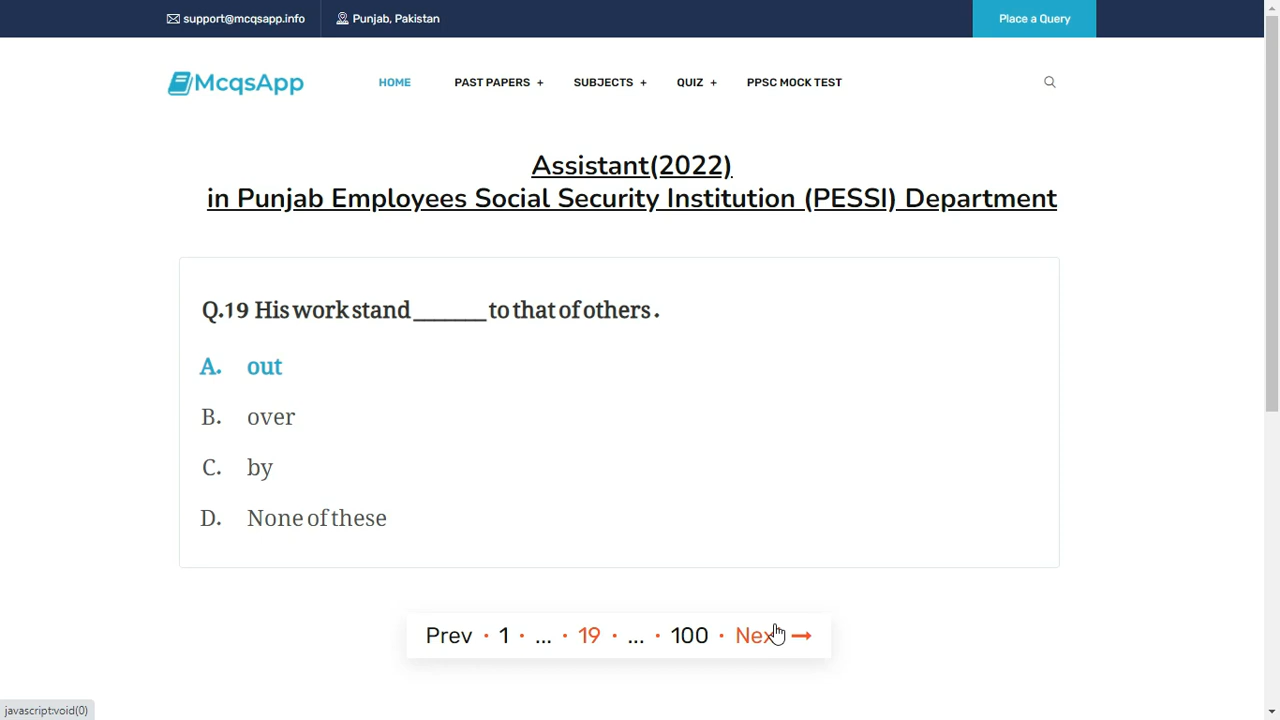 support@mcqsapp.info Punjab, Pakistan Place a Query
McqsApp HOME PAST PAPERS + SUBJECTS + QUIZ + PPSC MOCK TEST
Assistant(2022)
in Punjab Employees Social Security Institution (PESSI) Department
Q.19 His work stand _______ to that of others .
A. out
B. over
C. by
D. None of these
Prev · 1 · ... · 19 · ... · 100 · Next →
javascript:void(0)